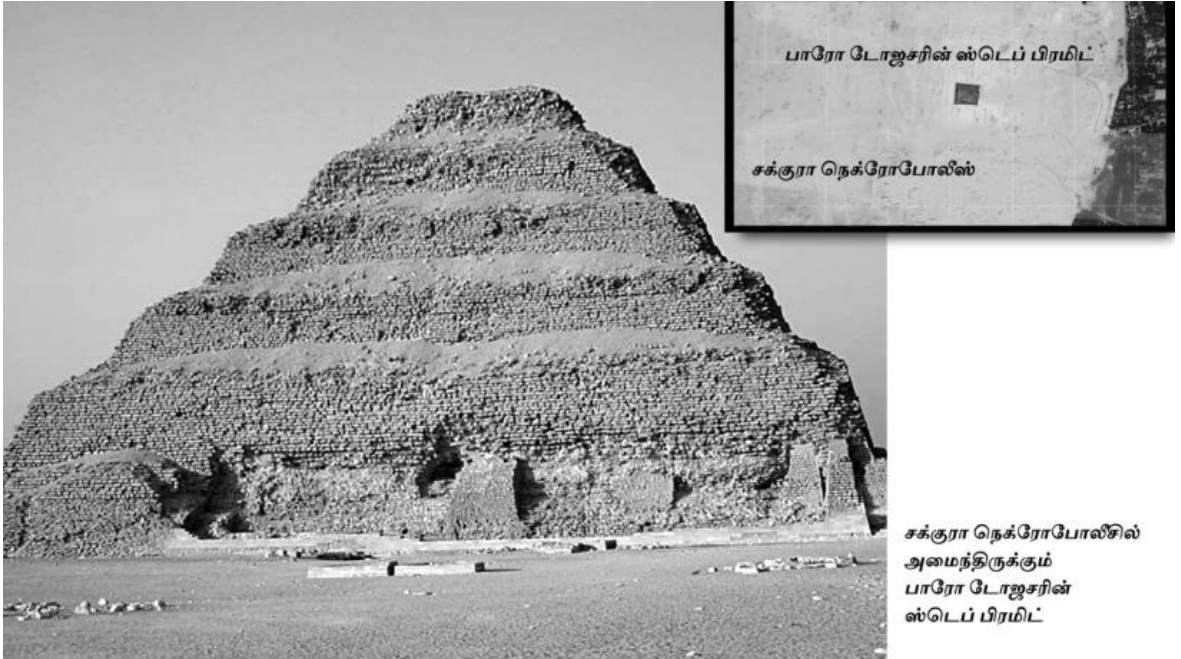 பாரோ டோஜசரின் ஸ்டெப் பிரமிட்
சக்குரா நெக்ரோபோலீஸ்
சக்குரா நெக்ரோபோலீசில்
அமைந்திருக்கும்
பாரோ டோஜசரின்
ஸ்டெப் பிரமிட்